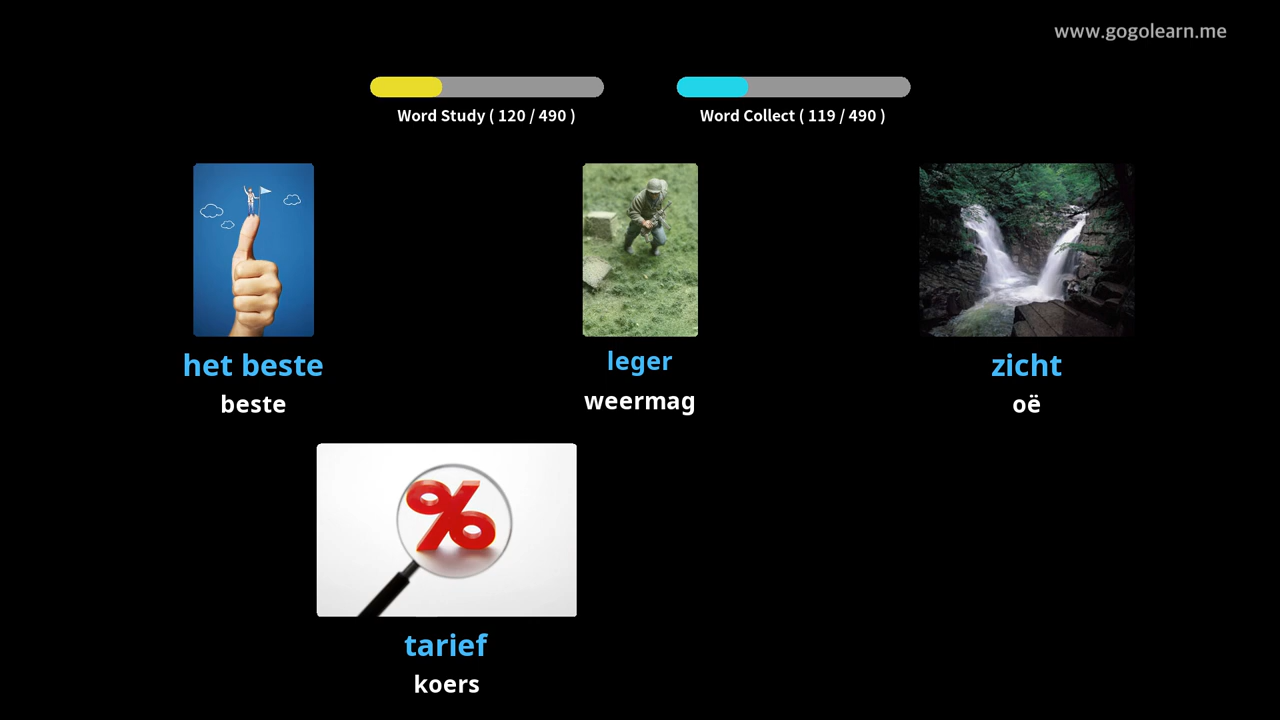 www.gogolearn.me
Word Study ( 120 / 490 )
Word Collect ( 119 / 490 )
het beste
beste
leger
weermag
zicht
oë
tarief
koers